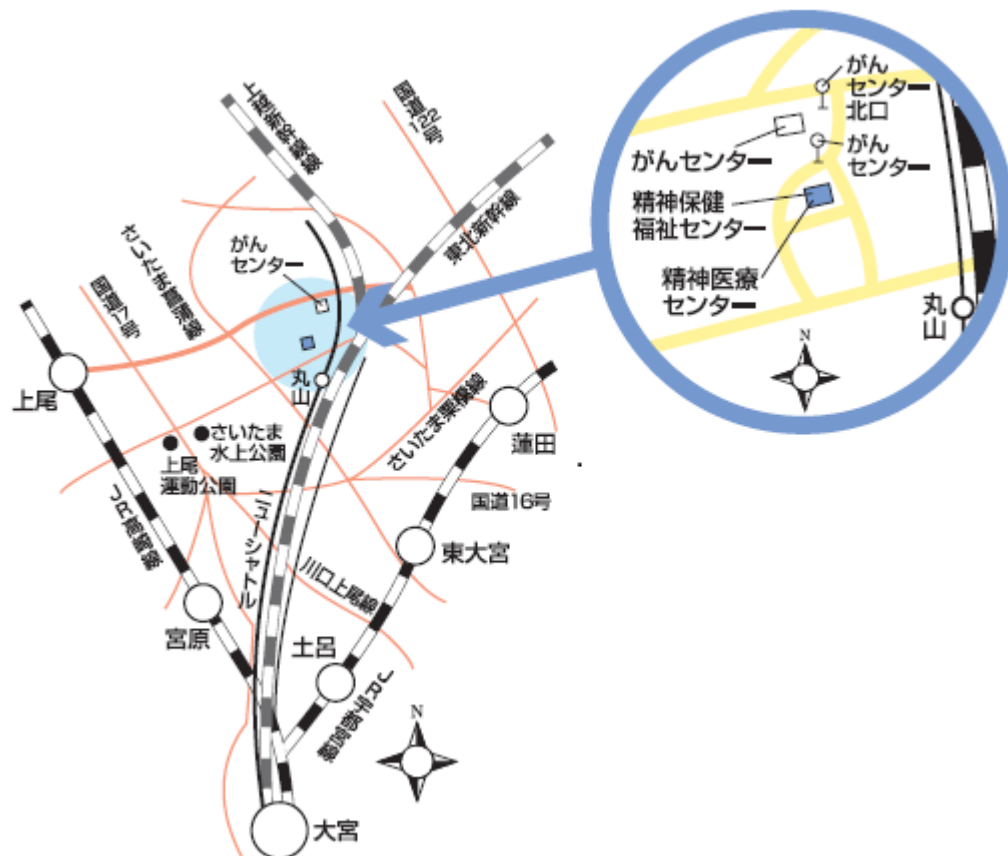 上越新幹線
国道
122号
東北新幹線
さいたま菖蒲線
国道17号
がん
センター
上尾
丸山
さいたま
水上公園
上尾
運動公園
さいたま栗橋線
蓮田
国道16号
JR高崎線
ニューシャトル
東大宮
川口上尾線
宮原
土呂
JR宇都宮線
N
大宮
がん
センター
北口
がんセンター
がん
センター
精神保健
福祉センター
精神医療
センター
丸山
N